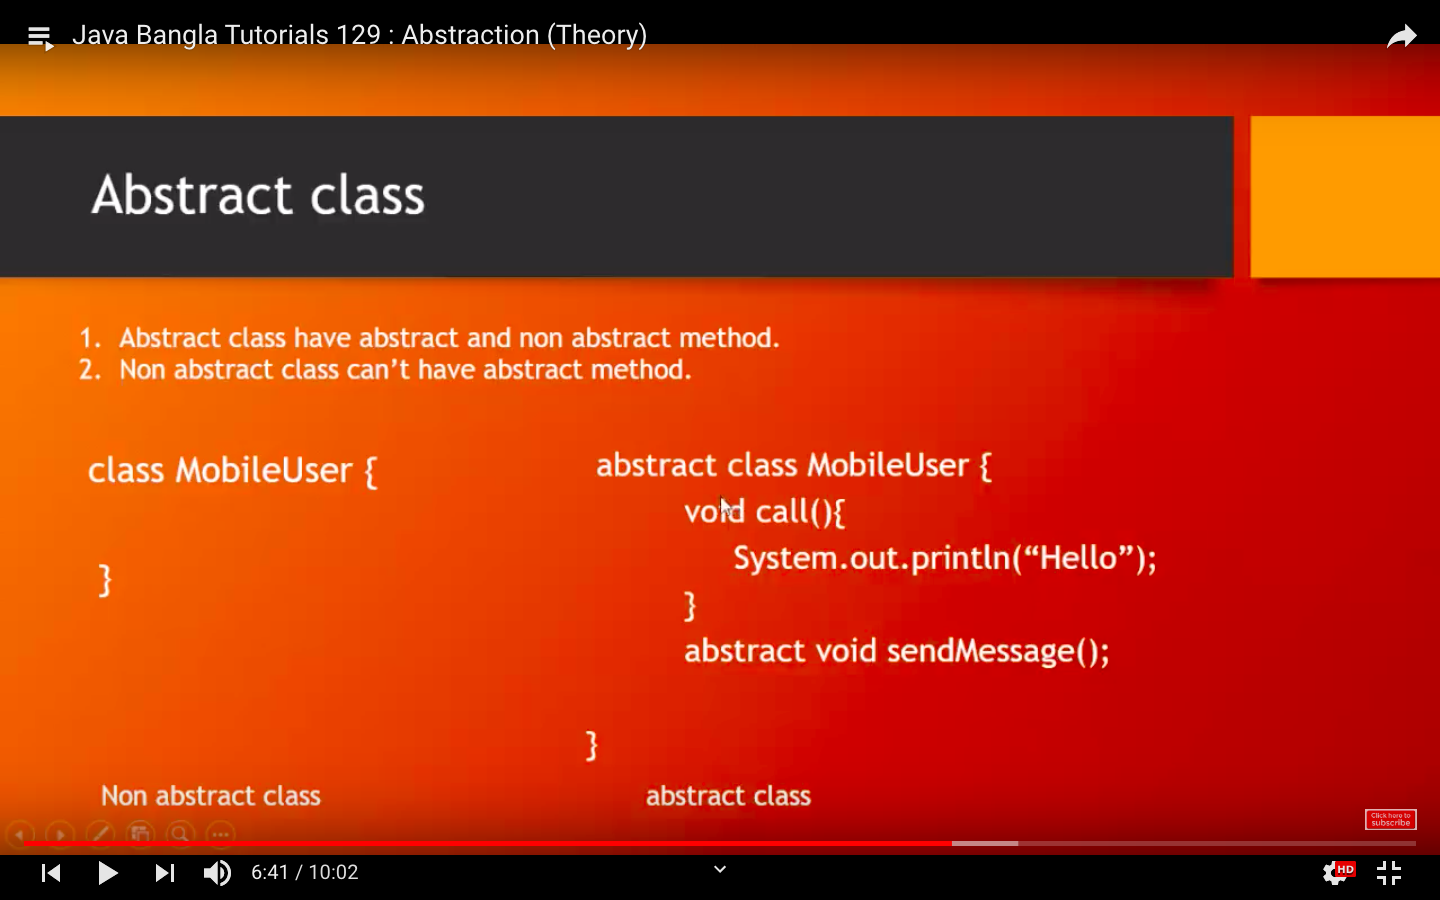 Java Bangla Tutorials 129 : Abstraction (Theory)
Abstract class
1. Abstract class have abstract and non abstract method.
2. Non abstract class can’t have abstract method.
class MobileUser {
}
Non abstract class
abstract class MobileUser {
void call(){
System.out.println(“Hello”);
}
abstract void sendMessage();
}
abstract class
Click here to
subscribe
6:41 / 10:02
HD